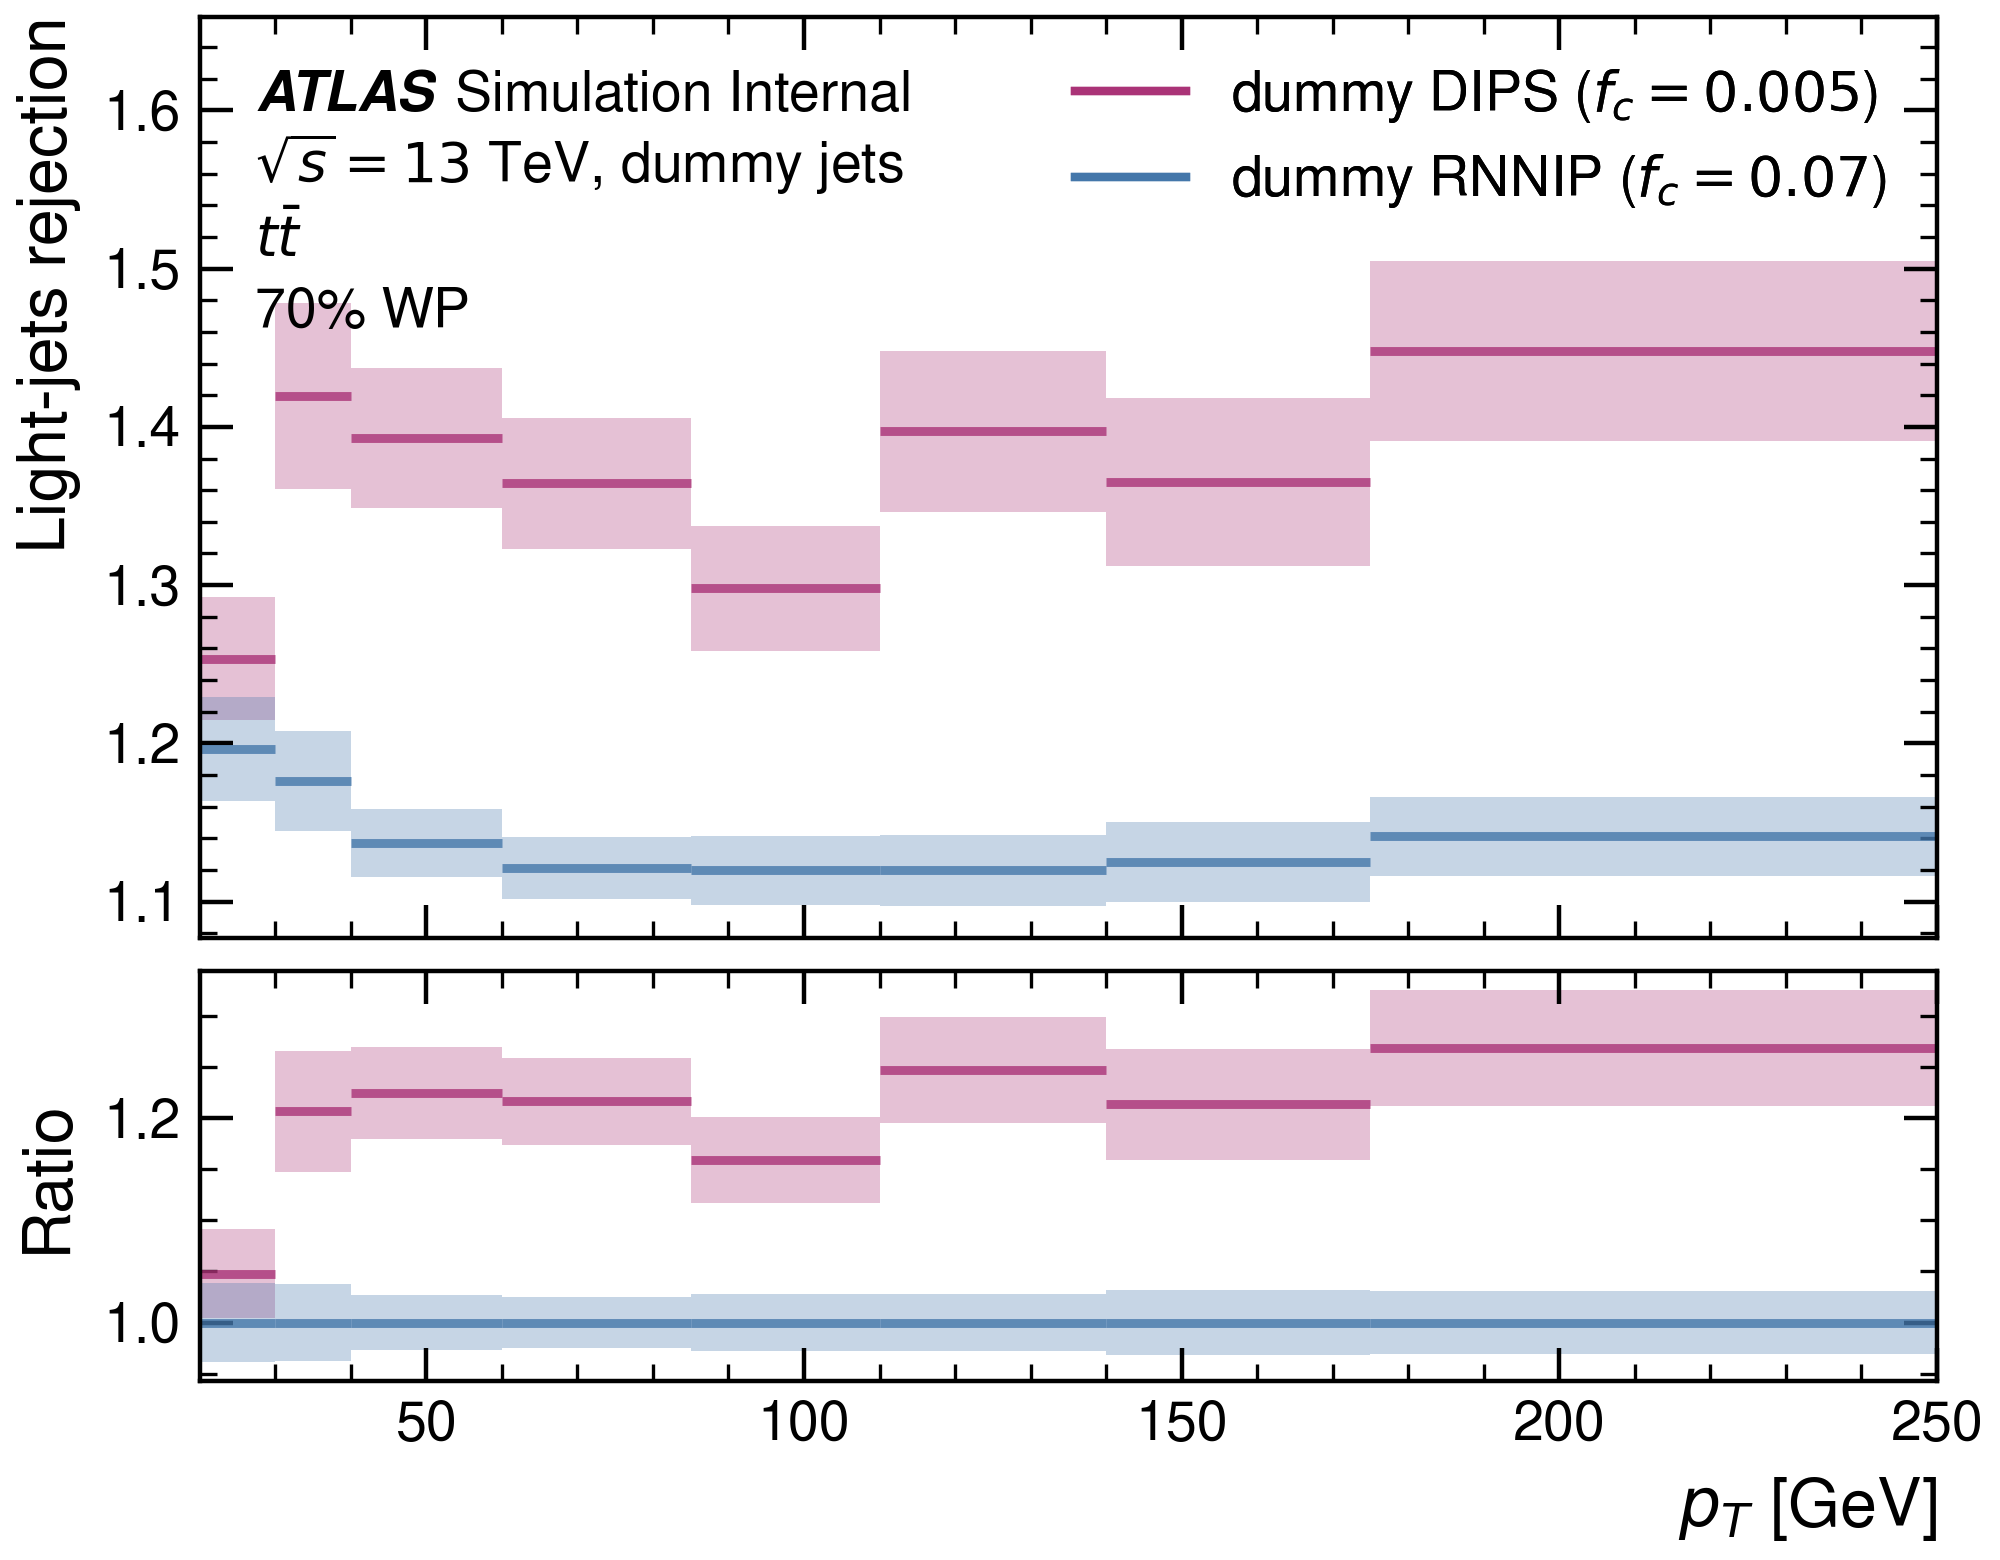 Light-jets rejection
ATLAS Simulation Internal
√s = 13 TeV, dummy jets
tt̄
70% WP
dummy DIPS (f_c = 0.005)
dummy RNNIP (f_c = 0.07)
1.6
1.5
1.4
1.3
1.2
1.1
Ratio
1.2
1.0
50 100 150 200 250
p_T [GeV]